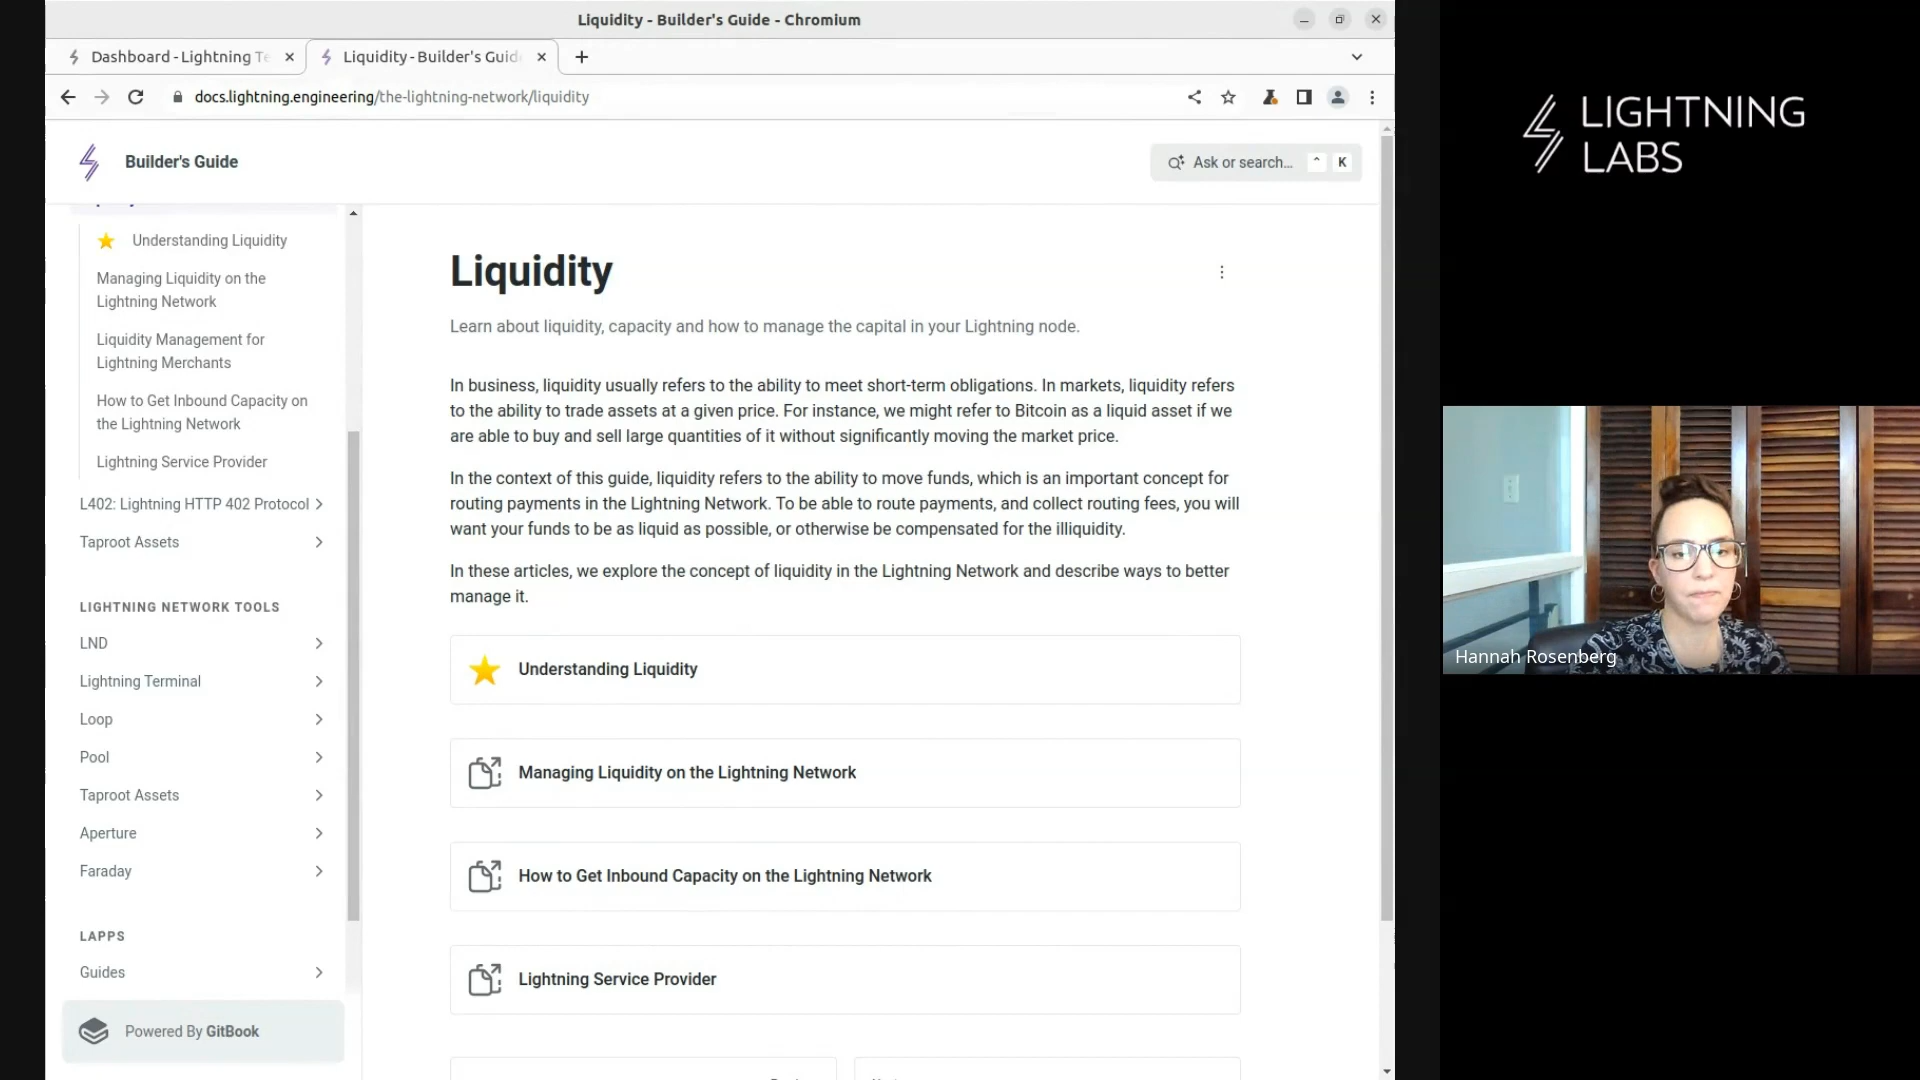 Liquidity - Builder's Guide - Chromium
Dashboard - Lightning Te
Liquidity - Builder's Guid
docs.lightning.engineering/the-lightning-network/liquidity
Builder's Guide
Ask or search... ^ K
Understanding Liquidity
Managing Liquidity on the
Lightning Network
Liquidity Management for
Lightning Merchants
How to Get Inbound Capacity on
the Lightning Network
Lightning Service Provider
L402: Lightning HTTP 402 Protocol
Taproot Assets
LIGHTNING NETWORK TOOLS
LND
Lightning Terminal
Loop
Pool
Taproot Assets
Aperture
Faraday
LAPPS
Guides
Powered By GitBook
Liquidity
Learn about liquidity, capacity and how to manage the capital in your Lightning node.
In business, liquidity usually refers to the ability to meet short-term obligations. In markets, liquidity refers
to the ability to trade assets at a given price. For instance, we might refer to Bitcoin as a liquid asset if we
are able to buy and sell large quantities of it without significantly moving the market price.
In the context of this guide, liquidity refers to the ability to move funds, which is an important concept for
routing payments in the Lightning Network. To be able to route payments, and collect routing fees, you will
want your funds to be as liquid as possible, or otherwise be compensated for the illiquidity.
In these articles, we explore the concept of liquidity in the Lightning Network and describe ways to better
manage it.
Understanding Liquidity
Managing Liquidity on the Lightning Network
How to Get Inbound Capacity on the Lightning Network
Lightning Service Provider
LIGHTNING
LABS
Hannah Rosenberg